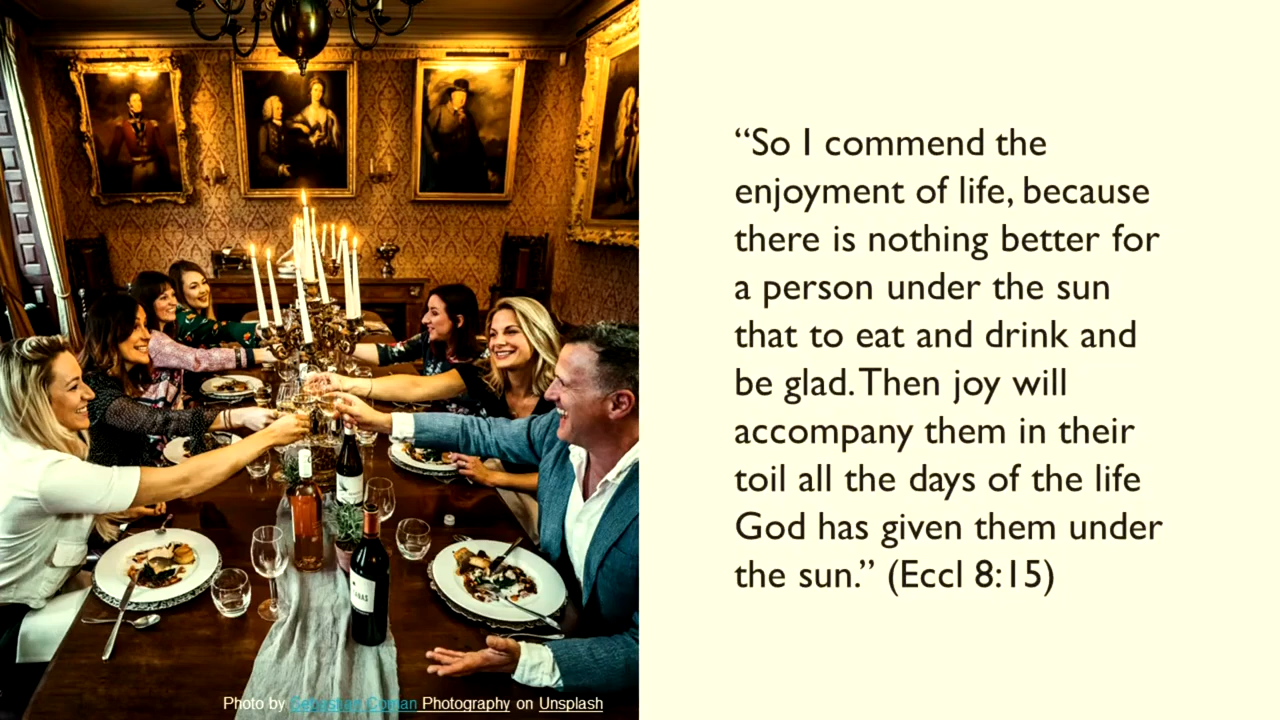 “So I commend the
enjoyment of life, because
there is nothing better for
a person under the sun
that to eat and drink and
be glad. Then joy will
accompany them in their
toil all the days of the life
God has given them under
the sun.” (Eccl 8:15)
Photo by Sebastian Coman Photography on Unsplash